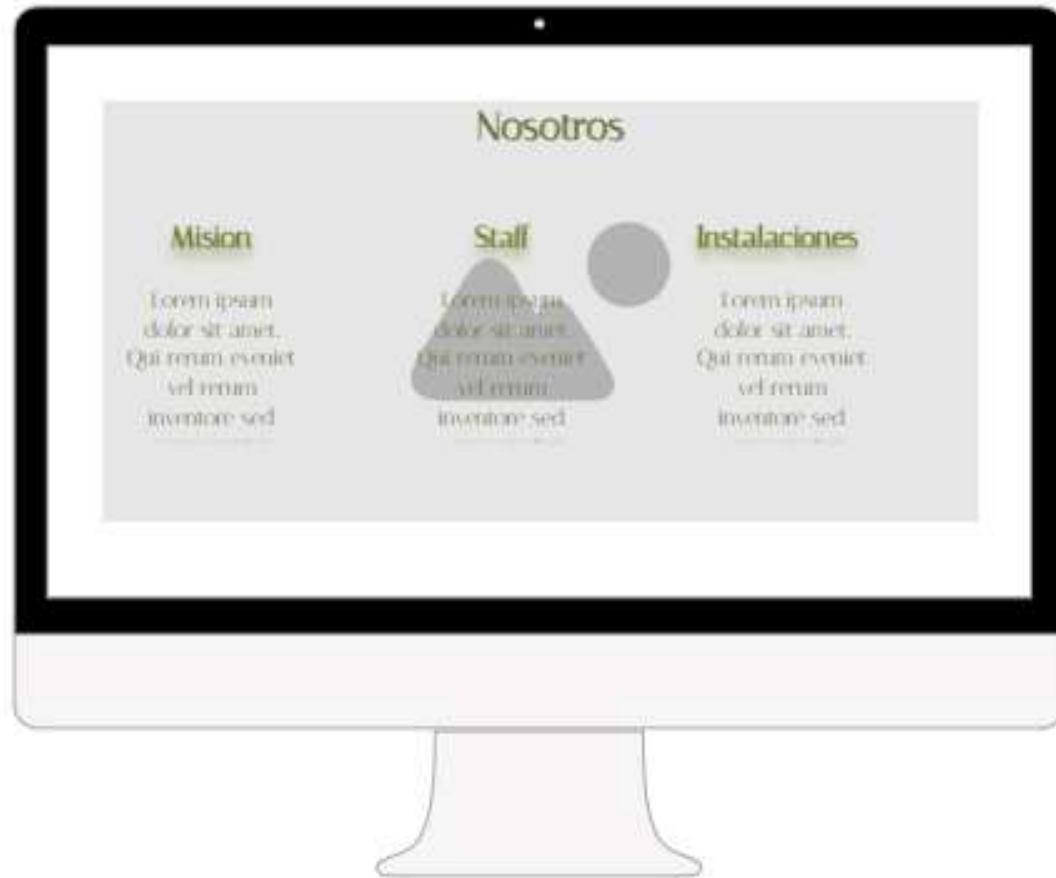 Nosotros
Mision
Lorem ipsum
dolor sit amet.
Qui rerum eveniet
vel rerum
inventore sed
Staff
Lorem ipsum
dolor sit amet.
Qui rerum eveniet
vel rerum
inventore sed
Instalaciones
Lorem ipsum
dolor sit amet.
Qui rerum eveniet
vel rerum
inventore sed